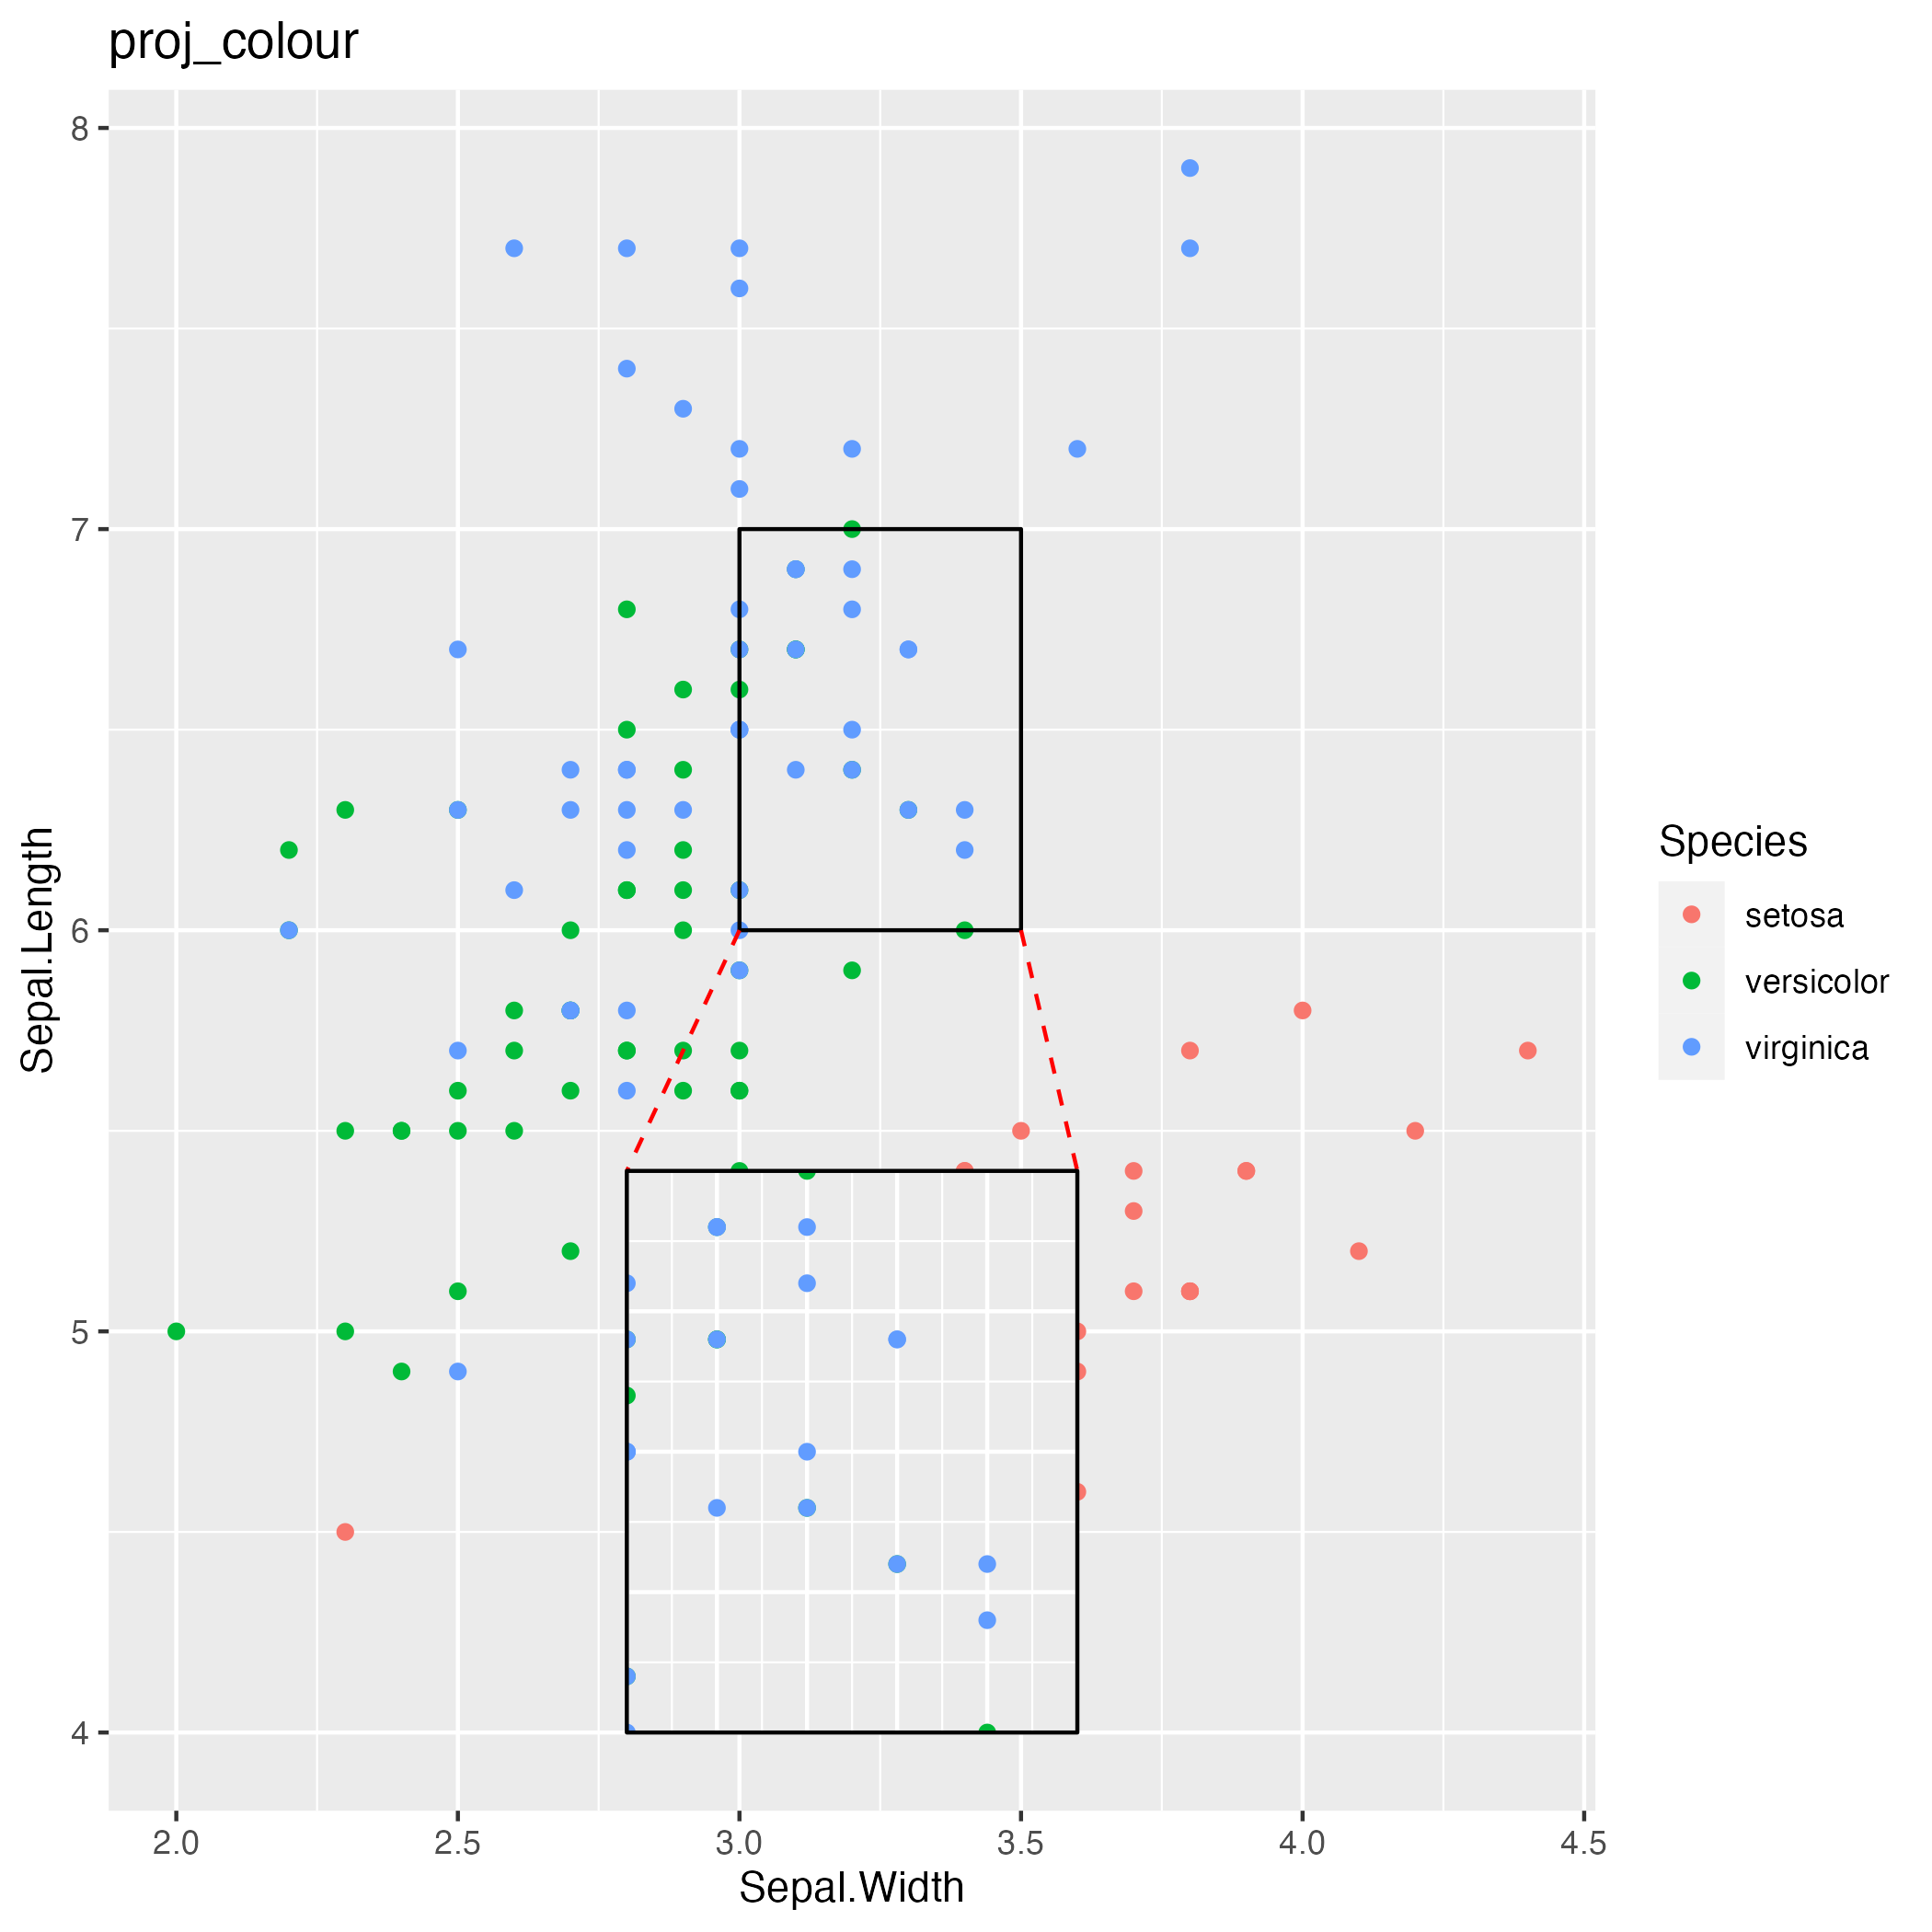 proj_colour
8
7
6
5
4
Sepal.Length
2.0 2.5 3.0 3.5 4.0 4.5
Sepal.Width
Species
setosa
versicolor
virginica